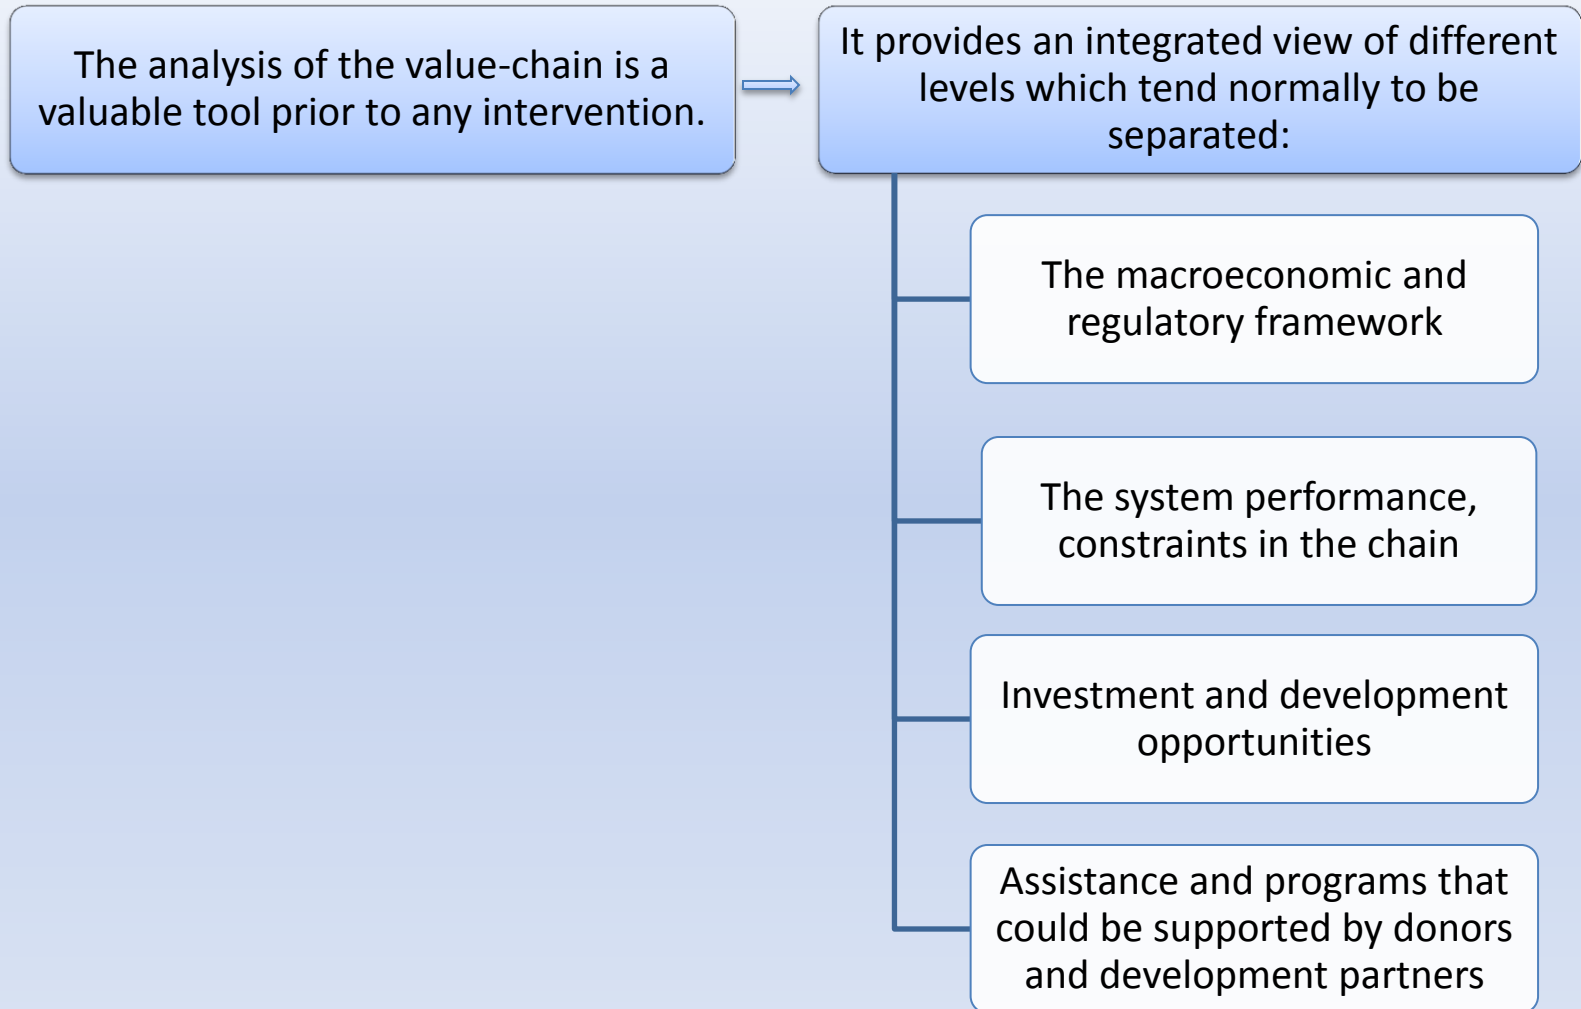 The analysis of the value-chain is a
valuable tool prior to any intervention.
It provides an integrated view of different
levels which tend normally to be
separated:
The macroeconomic and
regulatory framework
The system performance,
constraints in the chain
Investment and development
opportunities
Assistance and programs that
could be supported by donors
and development partners